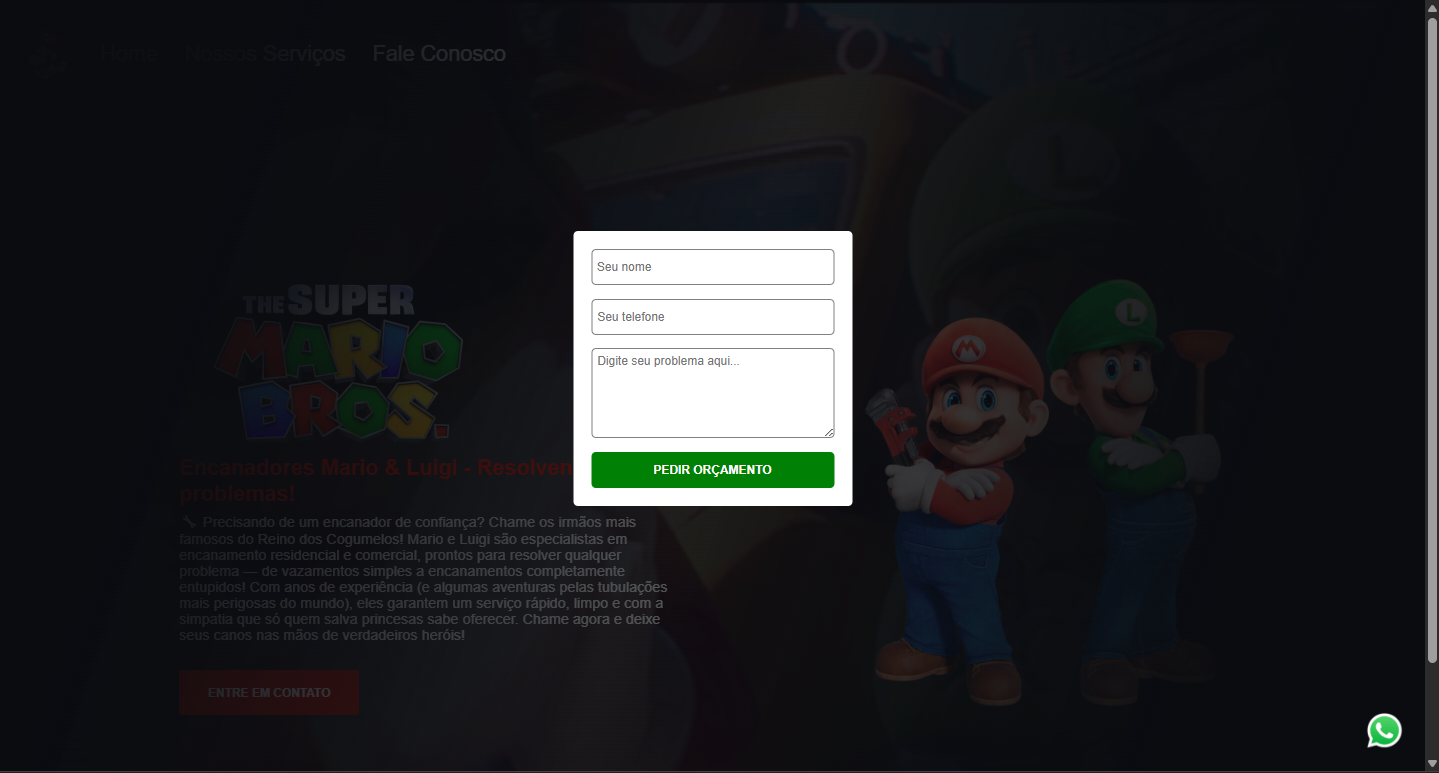 Home Nossos Serviços Fale Conosco
THE SUPER
MARIO
BROS.
Encanadores Mario & Luigi - Resolvem
problemas!
🔧 Precisando de um encanador de confiança? Chame os irmãos mais
famosos do Reino dos Cogumelos! Mario e Luigi são especialistas em
encanamento residencial e comercial, prontos para resolver qualquer
problema — de vazamentos simples a encanamentos completamente
entupidos! Com anos de experiência (e algumas aventuras pelas tubulações
mais perigosas do mundo), eles garantem um serviço rápido, limpo e com a
simpatia que só quem salva princesas sabe oferecer. Chame agora e deixe
seus canos nas mãos de verdadeiros heróis!
ENTRE EM CONTATO
Seu nome
Seu telefone
Digite seu problema aqui...
PEDIR ORÇAMENTO
M
L
L